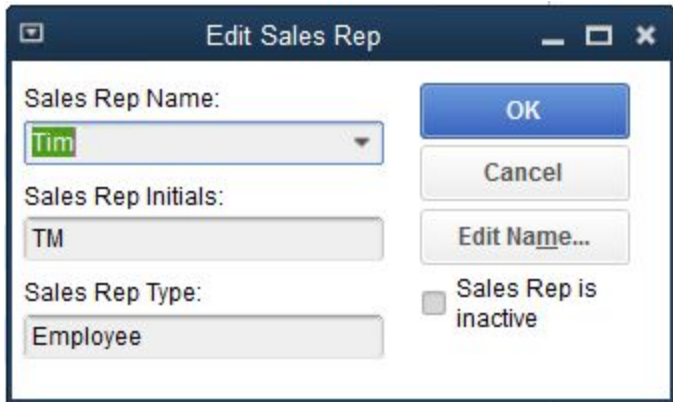 Edit Sales Rep
Sales Rep Name:
Tim
Sales Rep Initials:
TM
Sales Rep Type:
Employee
OK
Cancel
Edit Name...
Sales Rep is
inactive